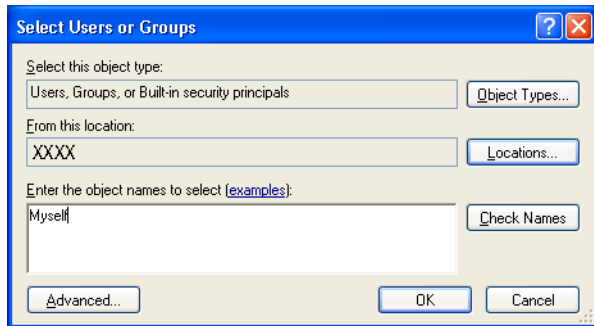 Select Users or Groups
Select this object type:
Users, Groups, or Built-in security principals
Object Types...
From this location:
XXXX
Locations...
Enter the object names to select (examples):
Myself
Check Names
Advanced...
OK
Cancel